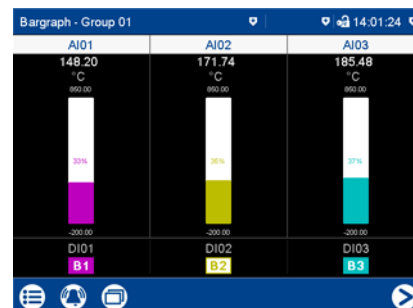 Bargraph - Group 01
14:01:24
AI01 AI02 AI03
148.20 171.74 185.48
°C °C °C
850.00 850.00 850.00
33% 36% 37%
-200.00 -200.00 -200.00
DI01 DI02 DI03
B1 B2 B3